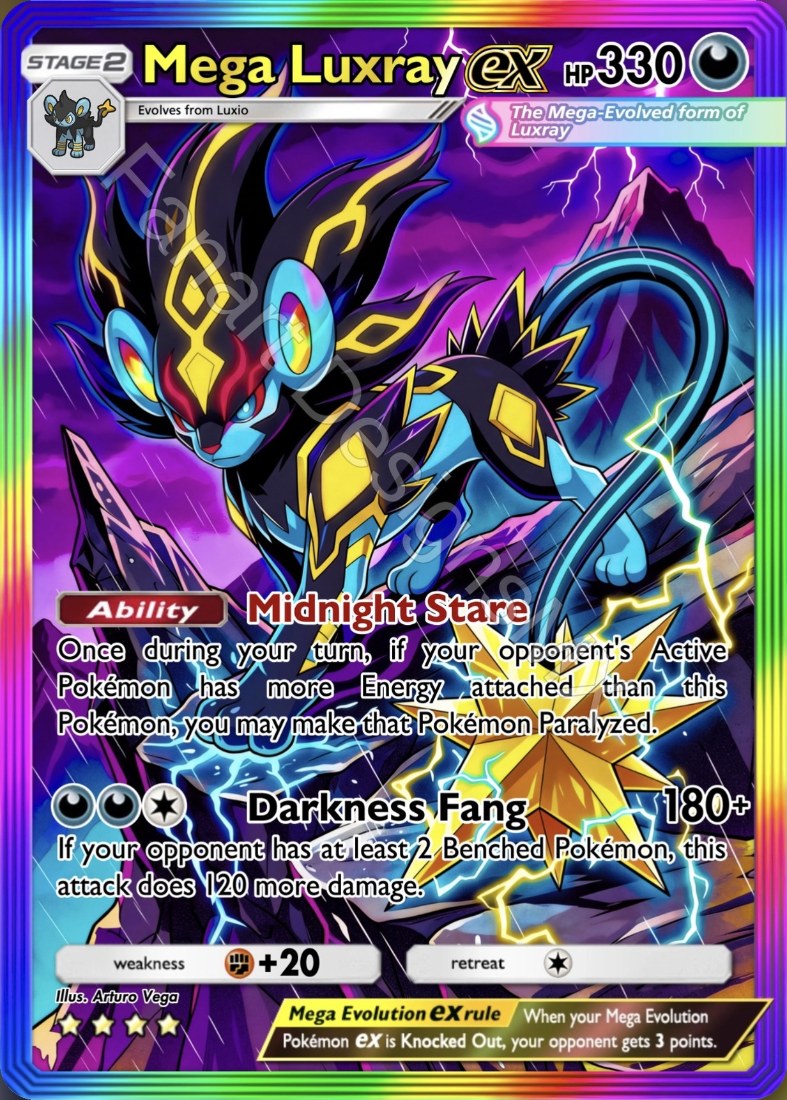 STAGE2 Mega Luxray ex HP330
Evolves from Luxio
The Mega-Evolved form of
Luxray
Fanart Designs
Ability Midnight Stare
Once during your turn, if your opponent's Active
Pokémon has more Energy attached than this
Pokémon, you may make that Pokémon Paralyzed.
Darkness Fang 180+
If your opponent has at least 2 Benched Pokémon, this
attack does 120 more damage.
weakness +20 retreat
Illus. Arturo Vega
Mega Evolution ex rule When your Mega Evolution
Pokémon ex is Knocked Out, your opponent gets 3 points.